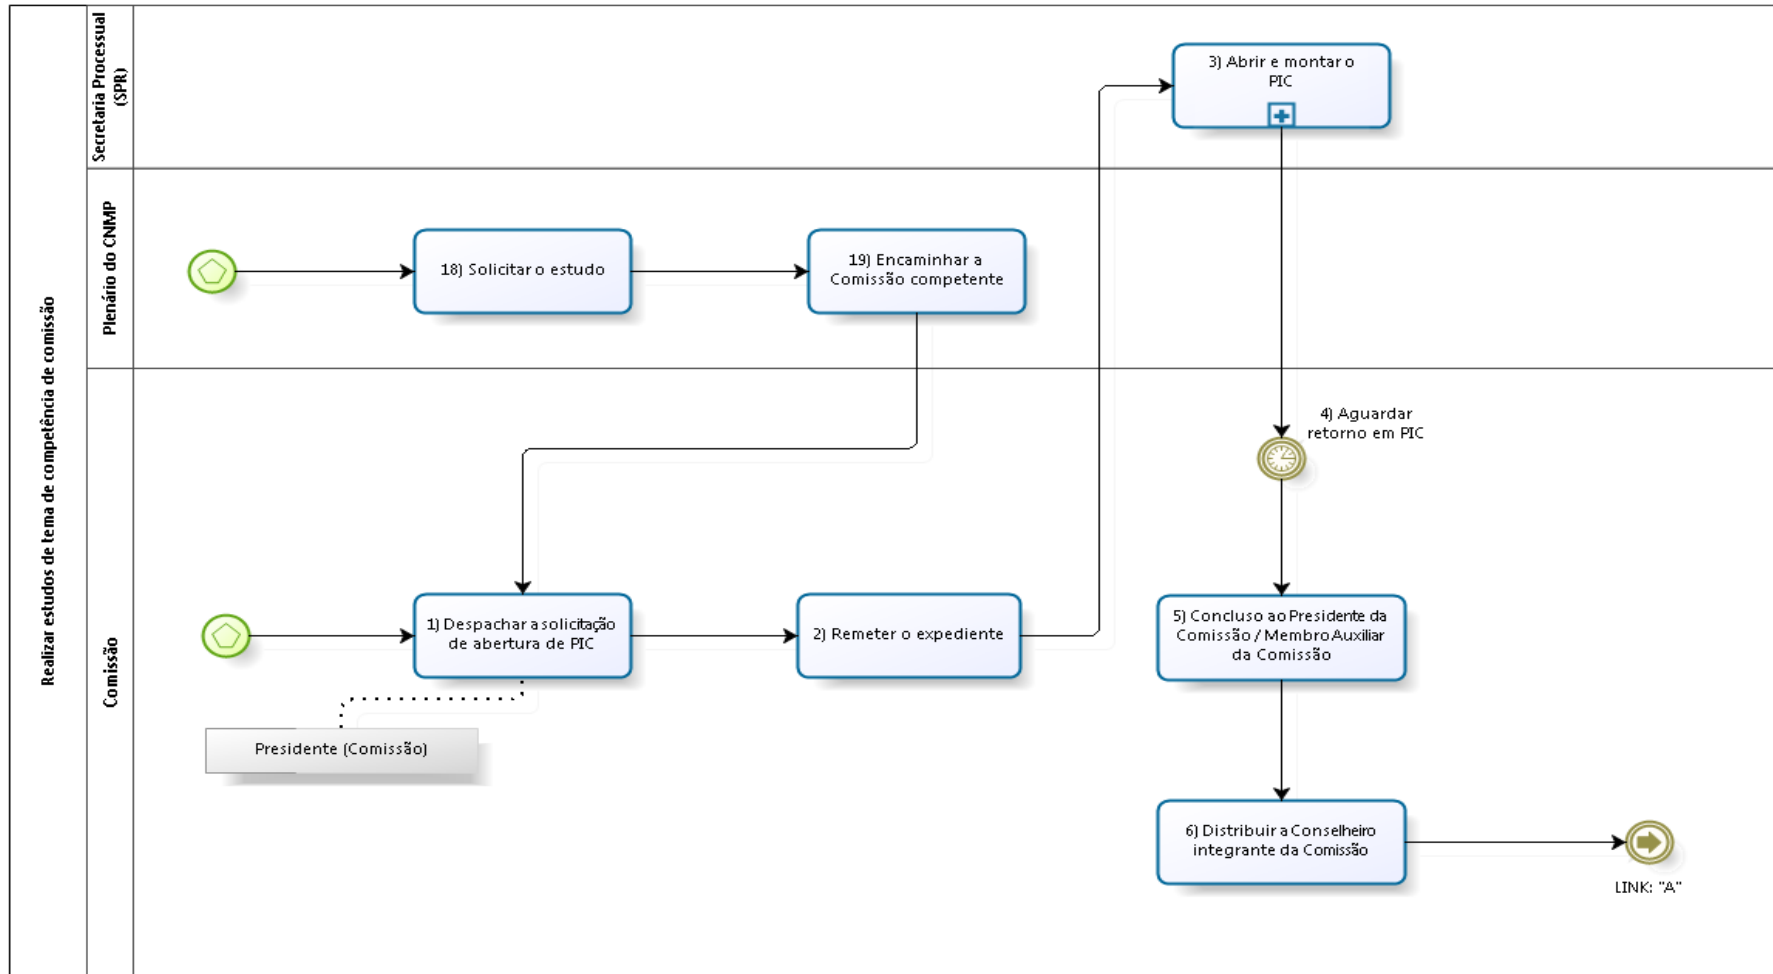 Realizar estudos de tema de competência de comissão
Secretaria Processual
(SPR)
3) Abrir e montar o
PIC
Plenário do CNMP
18) Solicitar o estudo
19) Encaminhar a
Comissão competente
Comissão
4) Aguardar
retorno em PIC
1) Despachar a solicitação
de abertura de PIC
2) Remeter o expediente
5) Concluso ao Presidente da
Comissão / Membro Auxiliar
da Comissão
Presidente (Comissão)
6) Distribuir a Conselheiro
integrante da Comissão
LINK: "A"